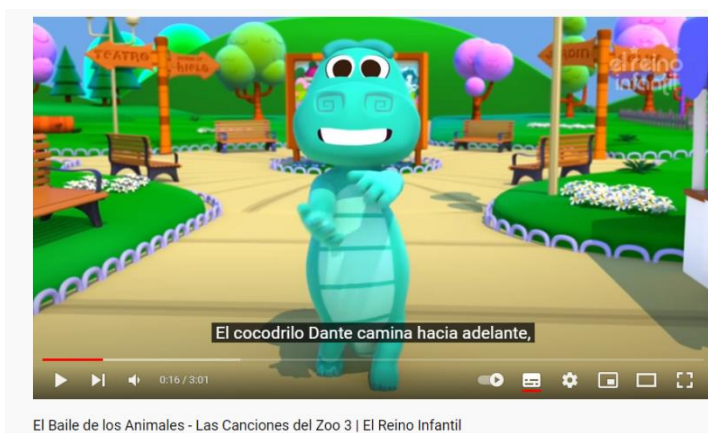 TEATRO
HIELO
el reino
infantil
El cocodrilo Dante camina hacia adelante,
0:16 / 3:01
El Baile de los Animales - Las Canciones del Zoo 3 | El Reino Infantil